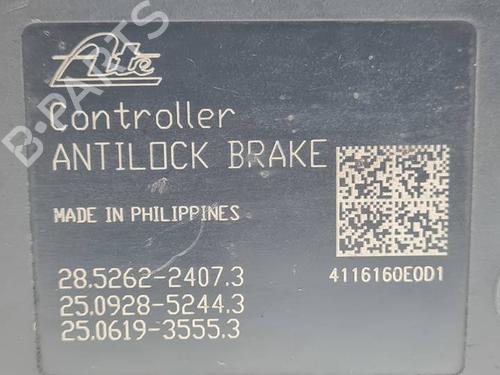 Ate
Controller
ANTILOCK BRAKE
MADE IN PHILIPPINES
28.5262-2407.3
25.0928-5244.3
25.0619-3555.3
4116160E0D1
B-PARTS